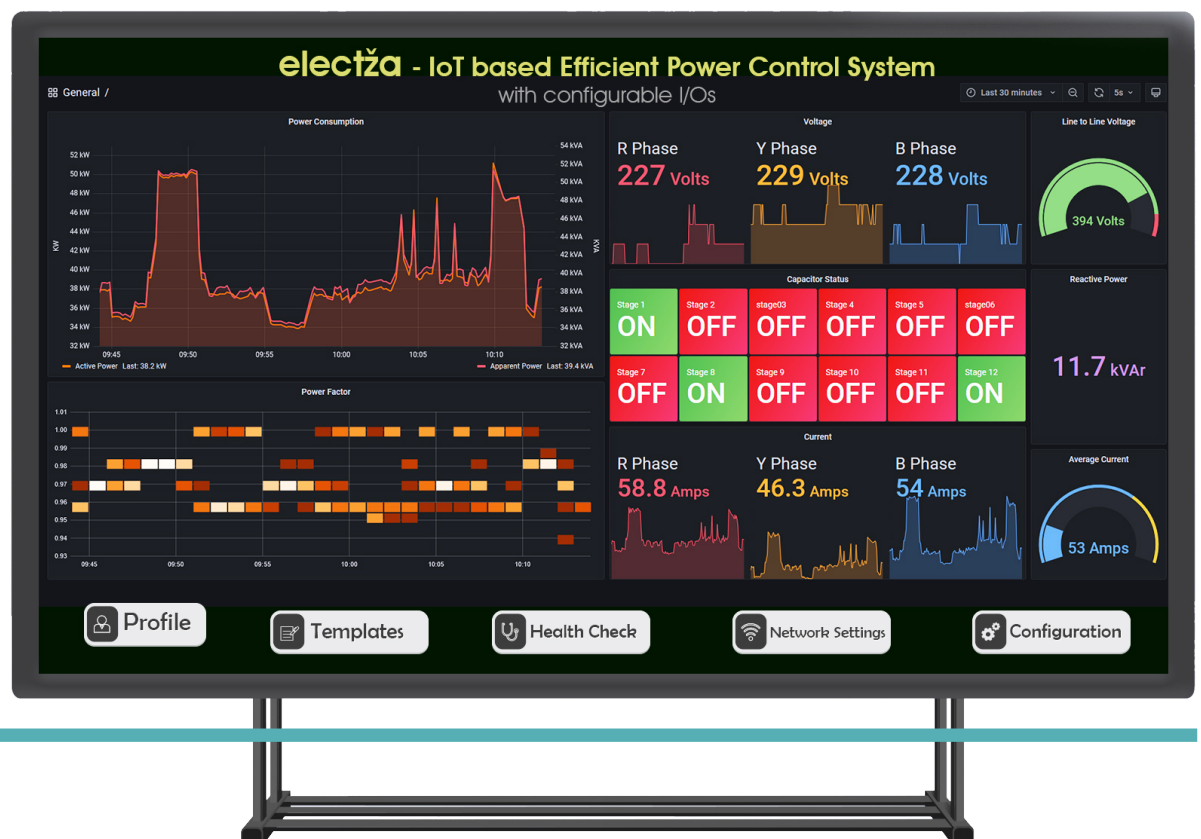 electža - IoT based Efficient Power Control System
with configurable I/Os
General /
Last 30 minutes
5s
Power Consumption
52 kW
50 kW
48 kW
46 kW
44 kW
42 kW
40 kW
38 kW
36 kW
34 kW
32 kW
KW
54 kVA
52 kVA
50 kVA
48 kVA
46 kVA
44 kVA
42 kVA
40 kVA
38 kVA
36 kVA
34 kVA
32 kVA
KVA
09:45 09:50 09:55 10:00 10:05 10:10
Active Power Last: 38.2 kW
Apparent Power Last: 39.4 kVA
Power Factor
1.01
1.00
0.99
0.98
0.97
0.96
0.95
0.94
0.93
09:45 09:50 09:55 10:00 10:05 10:10
Voltage
R Phase Y Phase B Phase
227 Volts 229 Volts 228 Volts
Line to Line Voltage
394 Volts
Capacitor Status
Stage 1 Stage 2 stage03 Stage 4 Stage 5 stage06
ON OFF OFF OFF OFF OFF
Stage 7 Stage 8 Stage 9 Stage 10 Stage 11 Stage 12
OFF ON OFF OFF OFF ON
Reactive Power
11.7 kVAr
Current
R Phase Y Phase B Phase
58.8 Amps 46.3 Amps 54 Amps
Average Current
53 Amps
Profile
Templates
Health Check
Network Settings
Configuration